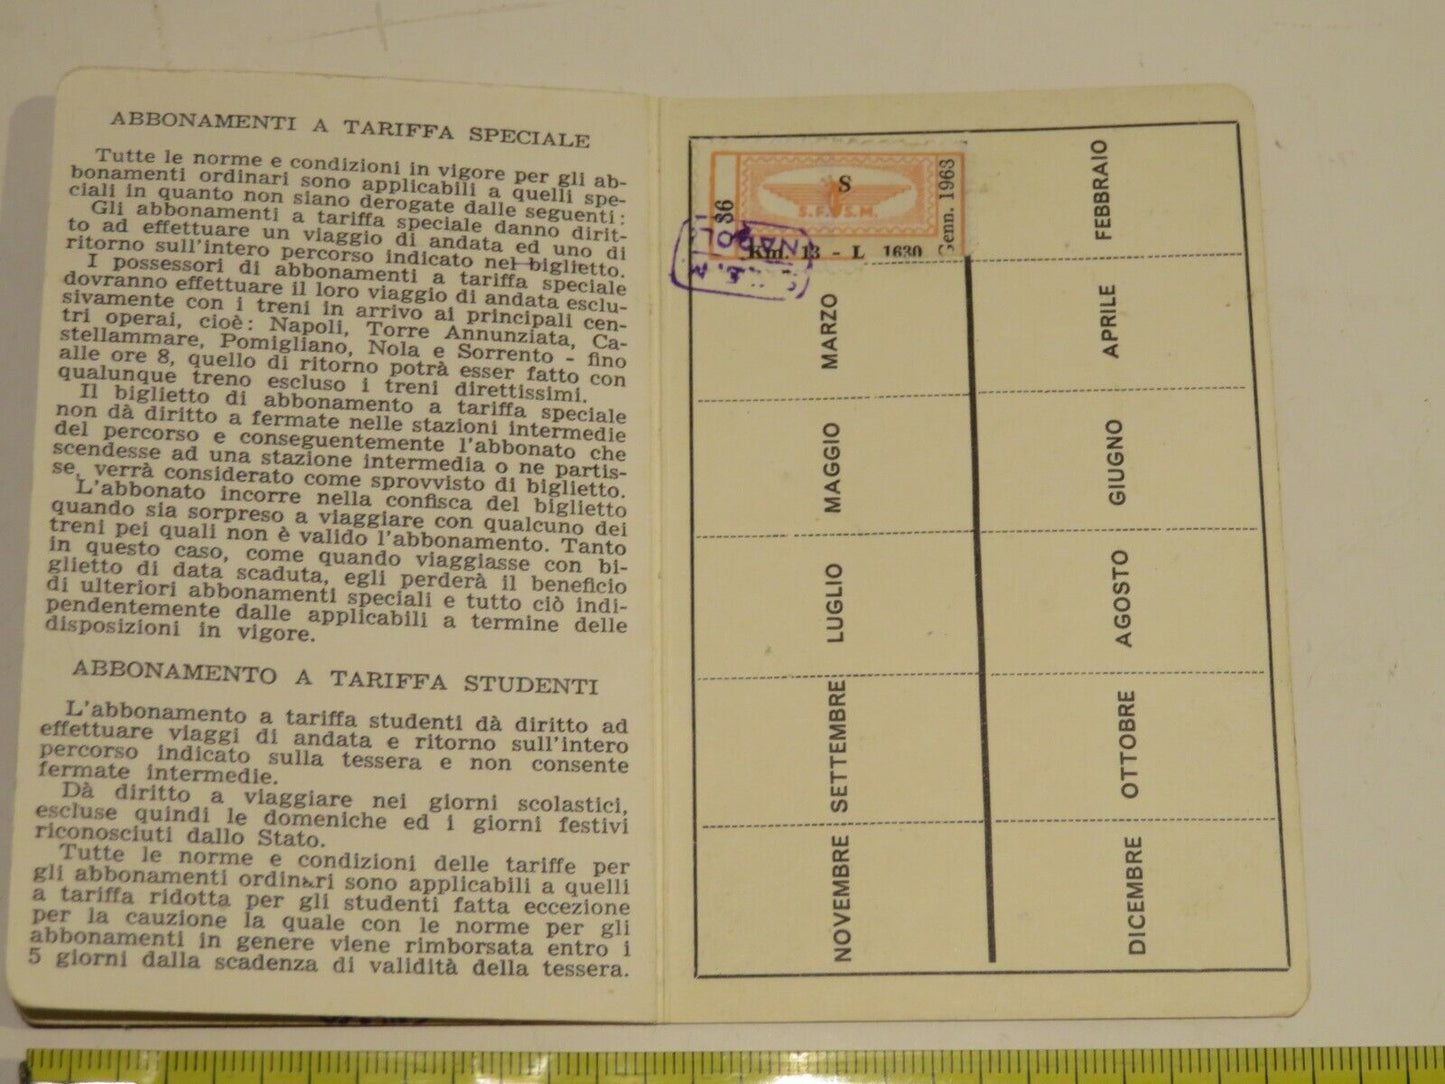 ABBONAMENTI A TARIFFA SPECIALE
Tutte le norme e condizioni in vigore per gli ab-
bonamenti ordinari sono applicabili a quelli spe-
ciali in quanto non siano derogate dalle seguenti:
Gli abbonamenti a tariffa speciale danno dirit-
to ad effettuare un viaggio di andata ed uno di
ritorno sull'intero percorso indicato nel biglietto.
I possessori di abbonamenti a tariffa speciale
dovranno effettuare il loro viaggio di andata esclu-
sivamente con i treni in arrivo ai principali cen-
tri operai, cioè: Napoli, Torre Annunziata, Ca-
stellammare, Pomigliano, Nola e Sorrento - fino
alle ore 8, quello di ritorno potrà esser fatto con
qualunque treno escluso i treni direttissimi.
Il biglietto di abbonamento a tariffa speciale
non dà diritto a fermate nelle stazioni intermedie
del percorso e conseguentemente l'abbonato che
scendesse ad una stazione intermedia o ne partis-
se, verrà considerato come sprovvisto di biglietto.
L'abbonato incorre nella confisca del biglietto
quando sia sorpreso a viaggiare con qualcuno dei
treni pei quali non è valido l'abbonamento. Tanto
in questo caso, come quando viaggiasse con bi-
glietto di data scaduta, egli perderà il beneficio
di ulteriori abbonamenti speciali e tutto ciò indi-
pendentemente dalle applicabili a termine delle
disposizioni in vigore.
ABBONAMENTO A TARIFFA STUDENTI
L'abbonamento a tariffa studenti dà diritto ad
effettuare viaggi di andata e ritorno sull'intero
percorso indicato sulla tessera e non consente
fermate intermedie.
Dà diritto a viaggiare nei giorni scolastici,
escluse quindi le domeniche ed i giorni festivi
riconosciuti dallo Stato.
Tutte le norme e condizioni delle tariffe per
gli abbonamenti ordinari sono applicabili a quelli
a tariffa ridotta per gli studenti fatta eccezione
per la cauzione la quale con le norme per gli
abbonamenti in genere viene rimborsata entro i
5 giorni dalla scadenza di validità della tessera.
S
S.F.S.M.
36
Genn. 1963
Km. 13 - L. 1630
FEBBRAIO
MARZO
APRILE
MAGGIO
GIUGNO
LUGLIO
AGOSTO
SETTEMBRE
OTTOBRE
NOVEMBRE
DICEMBRE